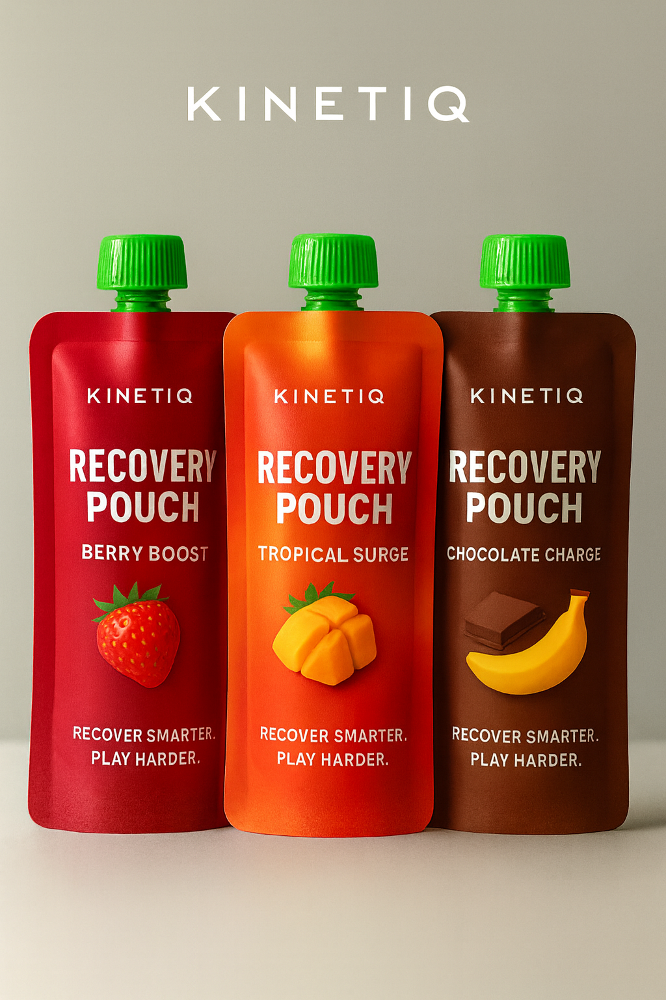 KINETIQ
KINETIQ
RECOVERY
POUCH
BERRY BOOST
RECOVER SMARTER.
PLAY HARDER.
KINETIQ
RECOVERY
POUCH
TROPICAL SURGE
RECOVER SMARTER.
PLAY HARDER.
KINETIQ
RECOVERY
POUCH
CHOCOLATE CHARGE
RECOVER SMARTER.
PLAY HARDER.